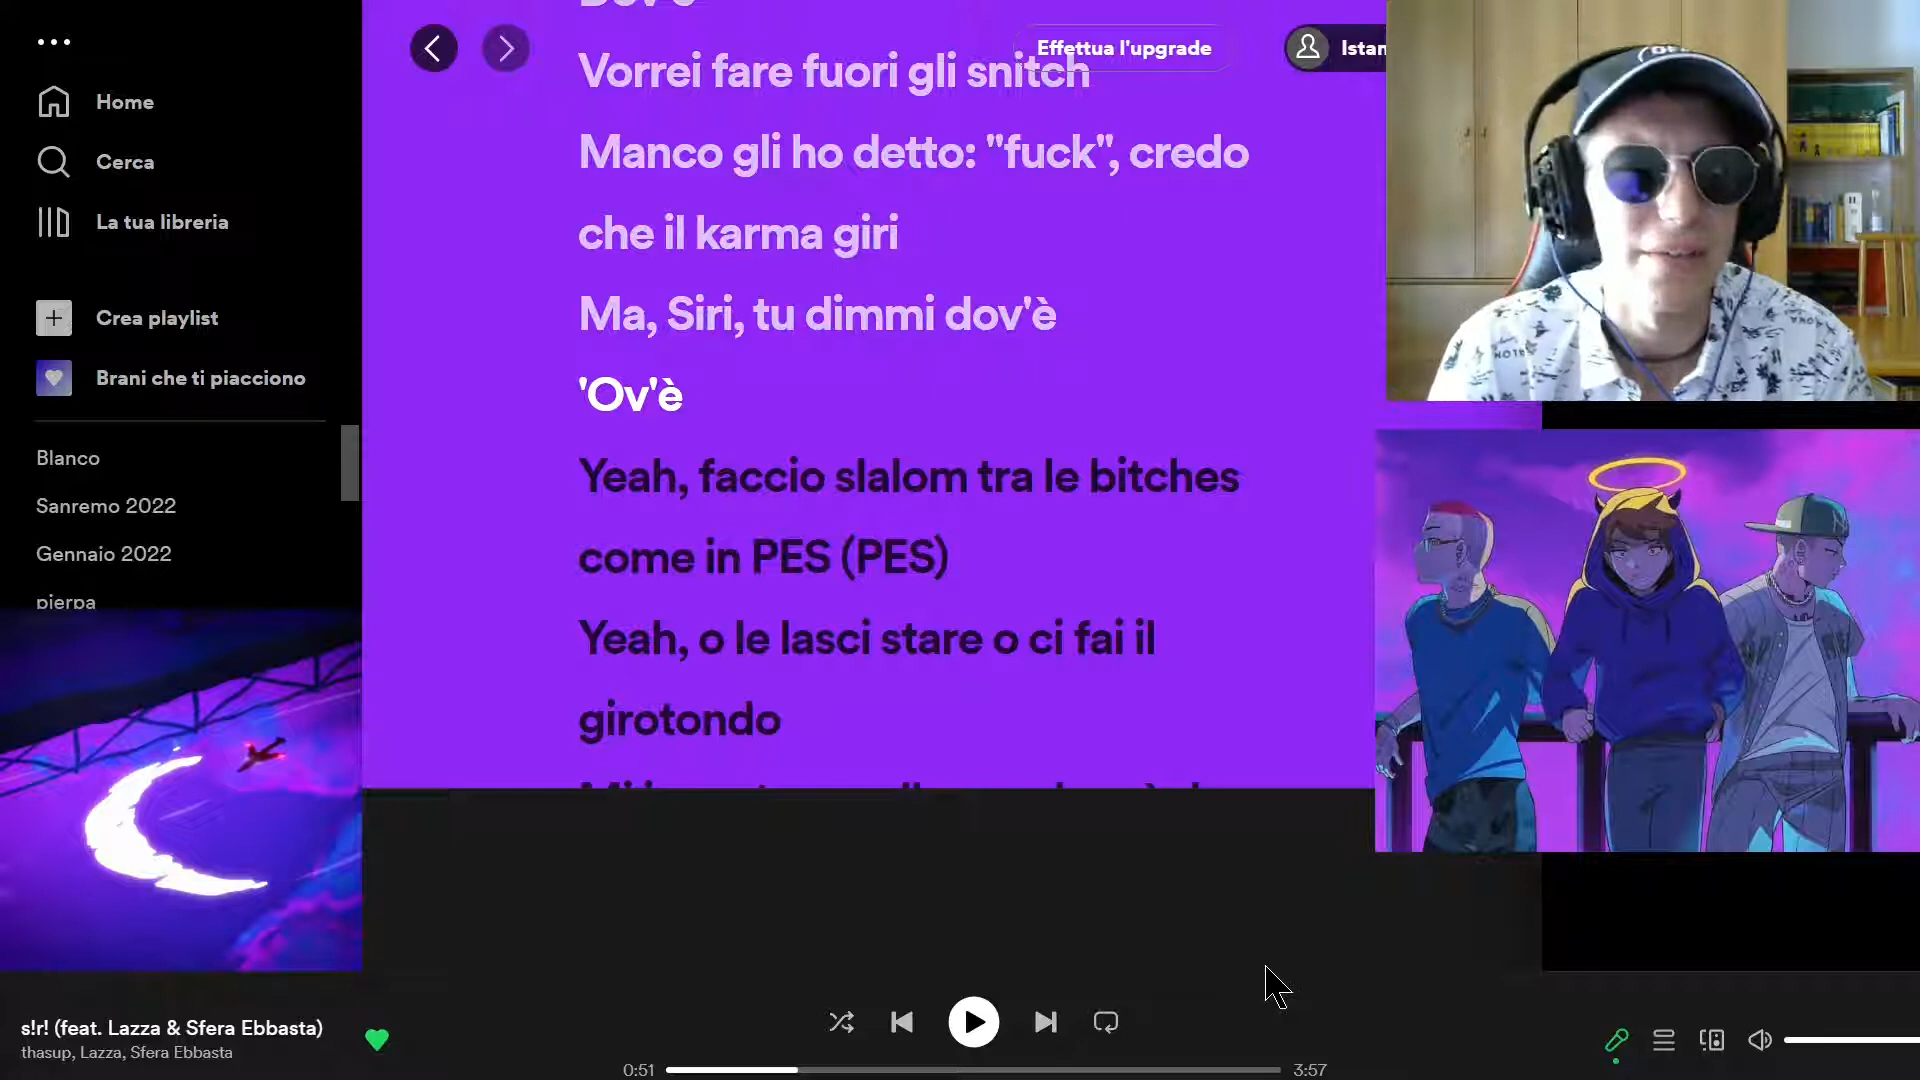 Vorrei fare fuori gli snitch
Effettua l'upgrade
Istan
Home
Manco gli ho detto: "fuck", credo
che il karma giri
Cerca
La tua libreria
Ma, Siri, tu dimmi dov'è
Crea playlist
'Ov'è
Brani che ti piacciono
Blanco
Yeah, faccio slalom tra le bitches
come in PES (PES)
Sanremo 2022
Gennaio 2022
pierpa
Yeah, o le lasci stare o ci fai il
girotondo
s!r! (feat. Lazza & Sfera Ebbasta)
thasup, Lazza, Sfera Ebbasta
0:51
3:57